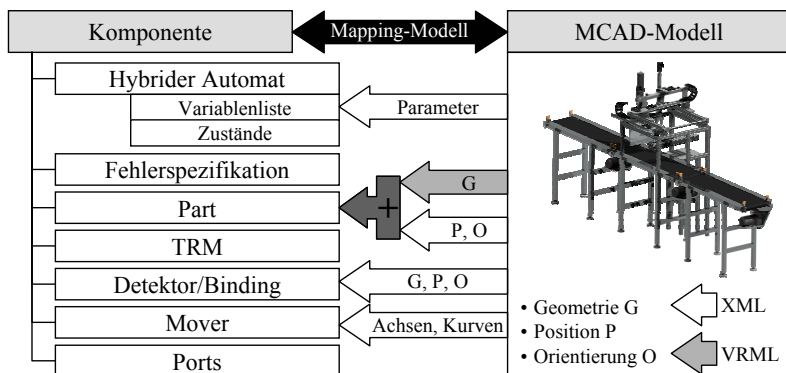 Komponente
Mapping-Modell
MCAD-Modell
Hybrider Automat
Variablenliste
Zustände
Parameter
Fehlerspezifikation
G
Part
+
P, O
TRM
Detektor/Binding
G, P, O
Mover
Achsen, Kurven
Ports
• Geometrie G
• Position P
• Orientierung O
XML
VRML